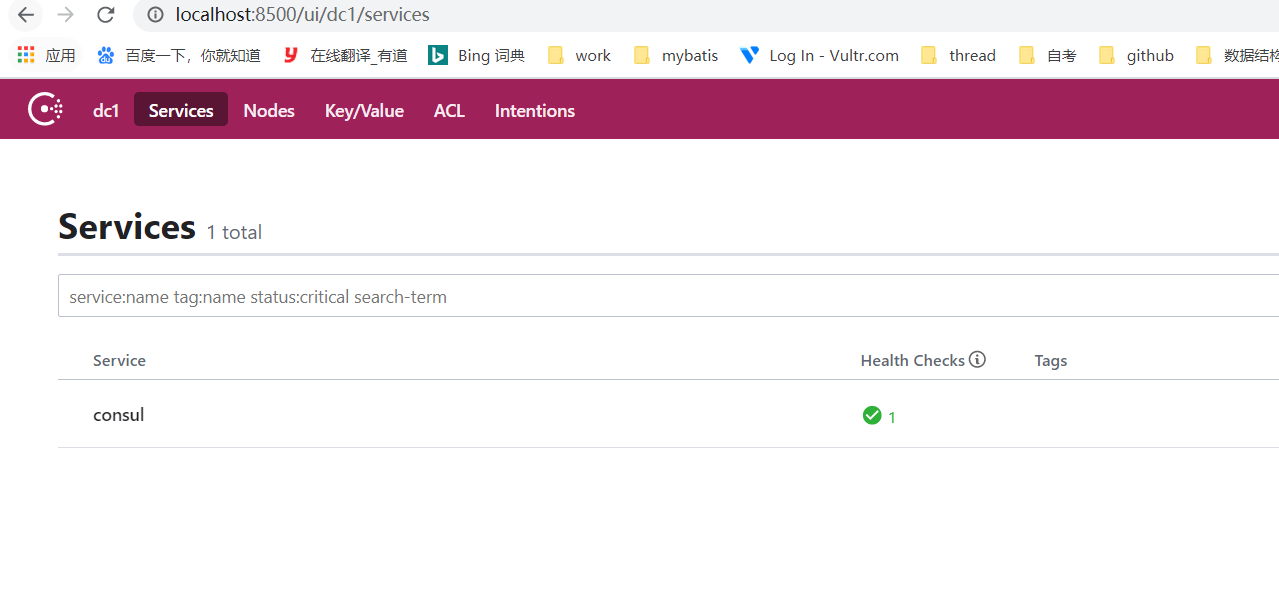 localhost:8500/ui/dc1/services
应用 百度一下，你就知道 在线翻译_有道 Bing 词典 work mybatis Log In - Vultr.com thread 自考 github 数据结构
dc1 Services Nodes Key/Value ACL Intentions
Services 1 total
service:name tag:name status:critical search-term
Service Health Checks Tags
consul 1